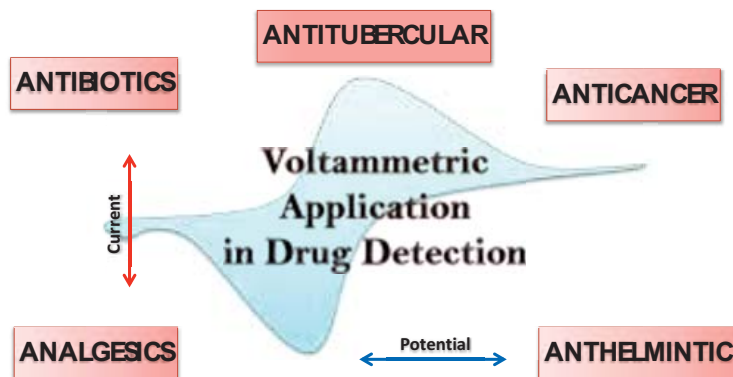 ANTITUBERCULAR
ANTIBIOTICS
ANTICANCER
Voltammetric
Application
in Drug Detection
Current
Potential
ANALGESICS
ANTHELMINTIC